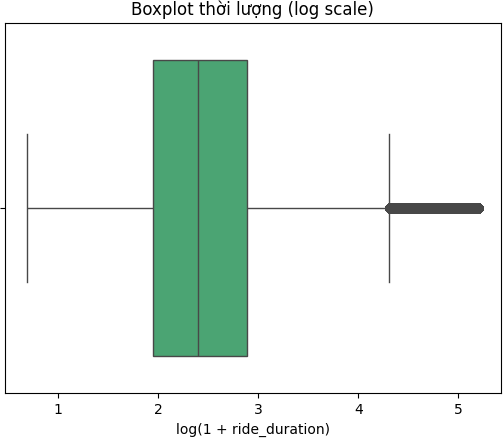 Boxplot thời lượng (log scale)
1 2 3 4 5
log(1 + ride_duration)